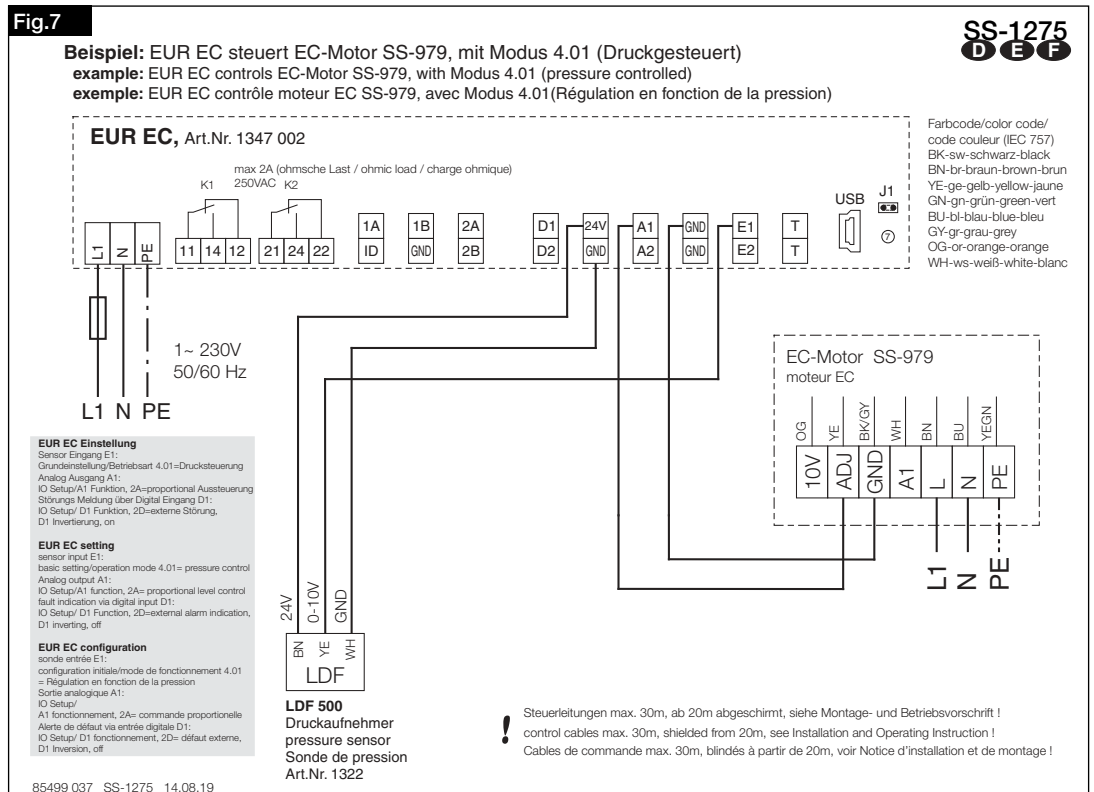 Fig.7
SS-1275
D E F
Beispiel: EUR EC steuert EC-Motor SS-979, mit Modus 4.01 (Druckgesteuert)
example: EUR EC controls EC-Motor SS-979, with Modus 4.01 (pressure controlled)
exemple: EUR EC contrôle moteur EC SS-979, avec Modus 4.01(Régulation en fonction de la pression)
EUR EC, Art.Nr. 1347 002
max 2A (ohmsche Last / ohmic load / charge ohmique)
K1 250VAC K2
L1 N PE
11 14 12
21 24 22
1A 1B 2A D1 24V A1 GND E1 T
ID GND 2B D2 GND A2 GND E2 T
USB J1
7
Farbcode/color code/
code couleur (IEC 757)
BK-sw-schwarz-black
BN-br-braun-brown-brun
YE-ge-gelb-yellow-jaune
GN-gn-grün-green-vert
BU-bl-blau-blue-bleu
GY-gr-grau-grey
OG-or-orange-orange
WH-ws-weiß-white-blanc
1~ 230V
50/60 Hz
L1 N PE
EC-Motor SS-979
moteur EC
OG YE BK/GY WH BN BU YEGN
10V ADJ GND A1 L N PE
L1 N PE
EUR EC Einstellung
Sensor Eingang E1:
Grundeinstellung/Betriebsart 4.01=Drucksteuerung
Analog Ausgang A1:
IO Setup/A1 Funktion, 2A=proportional Aussteuerung
Störungs Meldung über Digital Eingang D1:
IO Setup/ D1 Funktion, 2D=externe Störung,
D1 Invertierung, on
EUR EC setting
sensor input E1:
basic setting/operation mode 4.01= pressure control
Analog output A1:
IO Setup/A1 function, 2A= proportional level control
fault indication via digital input D1:
IO Setup/ D1 Function, 2D=external alarm indication,
D1 inverting, off
EUR EC configuration
sonde entrée E1:
configuration initiale/mode de fonctionnement 4.01
= Régulation en fonction de la pression
Sortie analogique A1:
IO Setup/
A1 fonctionnement, 2A= commande proportionelle
Alerte de défaut via entrée digitale D1:
IO Setup/ D1 fonctionnement, 2D= défaut externe,
D1 Inversion, off
24V 0-10V GND
BN YE WH
LDF
LDF 500
Druckaufnehmer
pressure sensor
Sonde de pression
Art.Nr. 1322
! Steuerleitungen max. 30m, ab 20m abgeschirmt, siehe Montage- und Betriebsvorschrift !
control cables max. 30m, shielded from 20m, see Installation and Operating Instruction !
Cables de commande max. 30m, blindés à partir de 20m, voir Notice d'installation et de montage !
85499 037 SS-1275 14.08.19